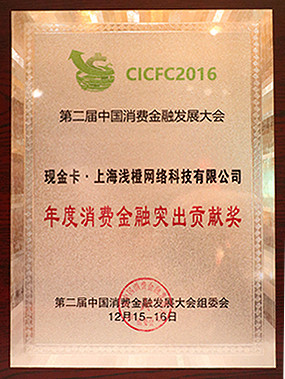 CICFC2016
第二届中国消费金融发展大会
现金卡·上海浅橙网络科技有限公司
年度消费金融突出贡献奖
第二届中国消费金融发展大会组委会
12月15-16日